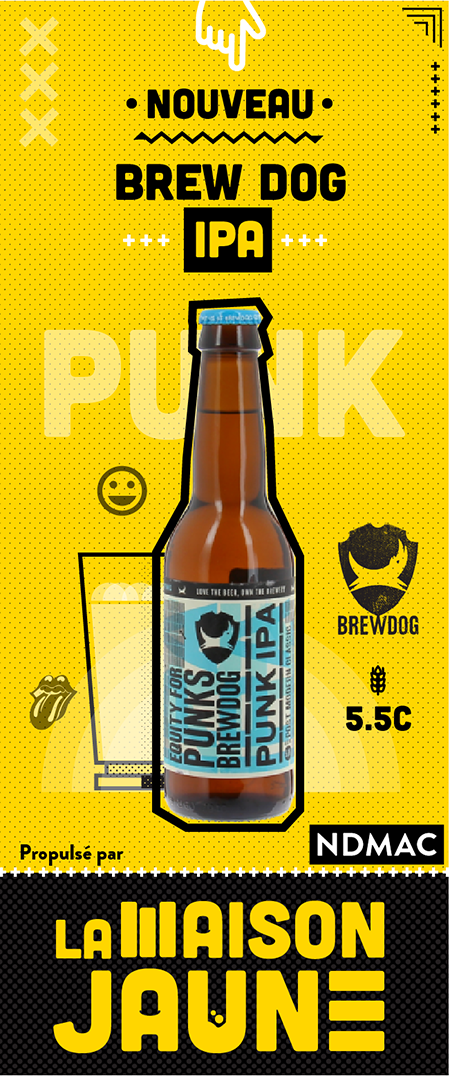 • NOUVEAU •
BREW DOG
+++ IPA +++
PUNK
LOVE THE BEER, OWN THE BREWERY
EQUITY FOR
PUNKS
BREWDOG
PUNK IPA
POST MODERN CLASSIC
BREWDOG
5.5C
Propulsé par
NDMAC
LA MAISON
JAUNE